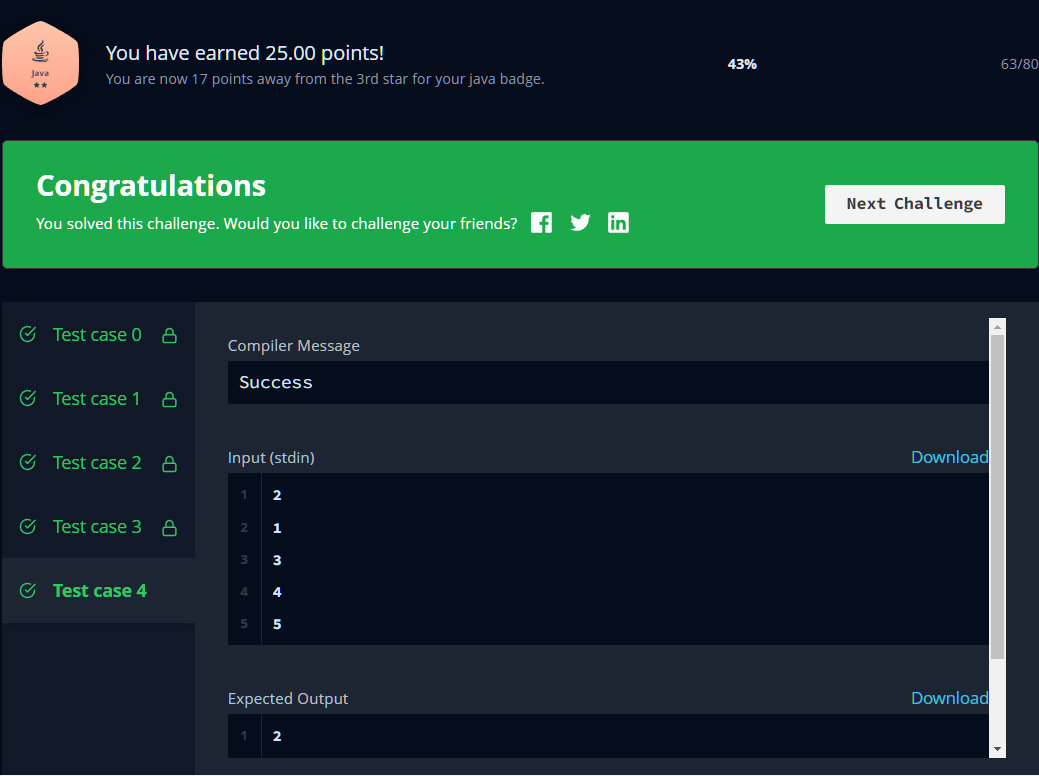 Java
★★
You have earned 25.00 points!
You are now 17 points away from the 3rd star for your java badge.
43%
63/80
Congratulations
You solved this challenge. Would you like to challenge your friends?
Next Challenge
Test case 0
Test case 1
Test case 2
Test case 3
Test case 4
Compiler Message
Success
Input (stdin)
Download
1 2
2 1
3 3
4 4
5 5
Expected Output
Download
1 2